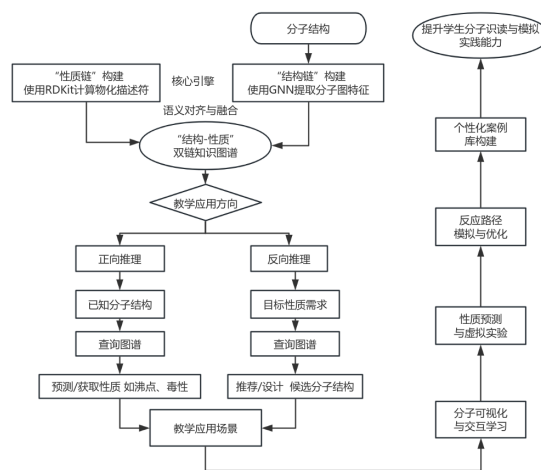 分子结构
“性质链”构建
使用RDKit计算物化描述符
核心引擎
“结构链”构建
使用GNN提取分子图特征
语义对齐与融合
“结构-性质”
双链知识图谱
教学应用方向
正向推理
反向推理
已知分子结构
目标性质需求
查询图谱
查询图谱
预测/获取性质 如沸点、毒性
推荐/设计 候选分子结构
教学应用场景
提升学生分子识读与模拟
实践能力
个性化案例
库构建
反应路径
模拟与优化
性质预测
与虚拟实验
分子可视化
与交互学习